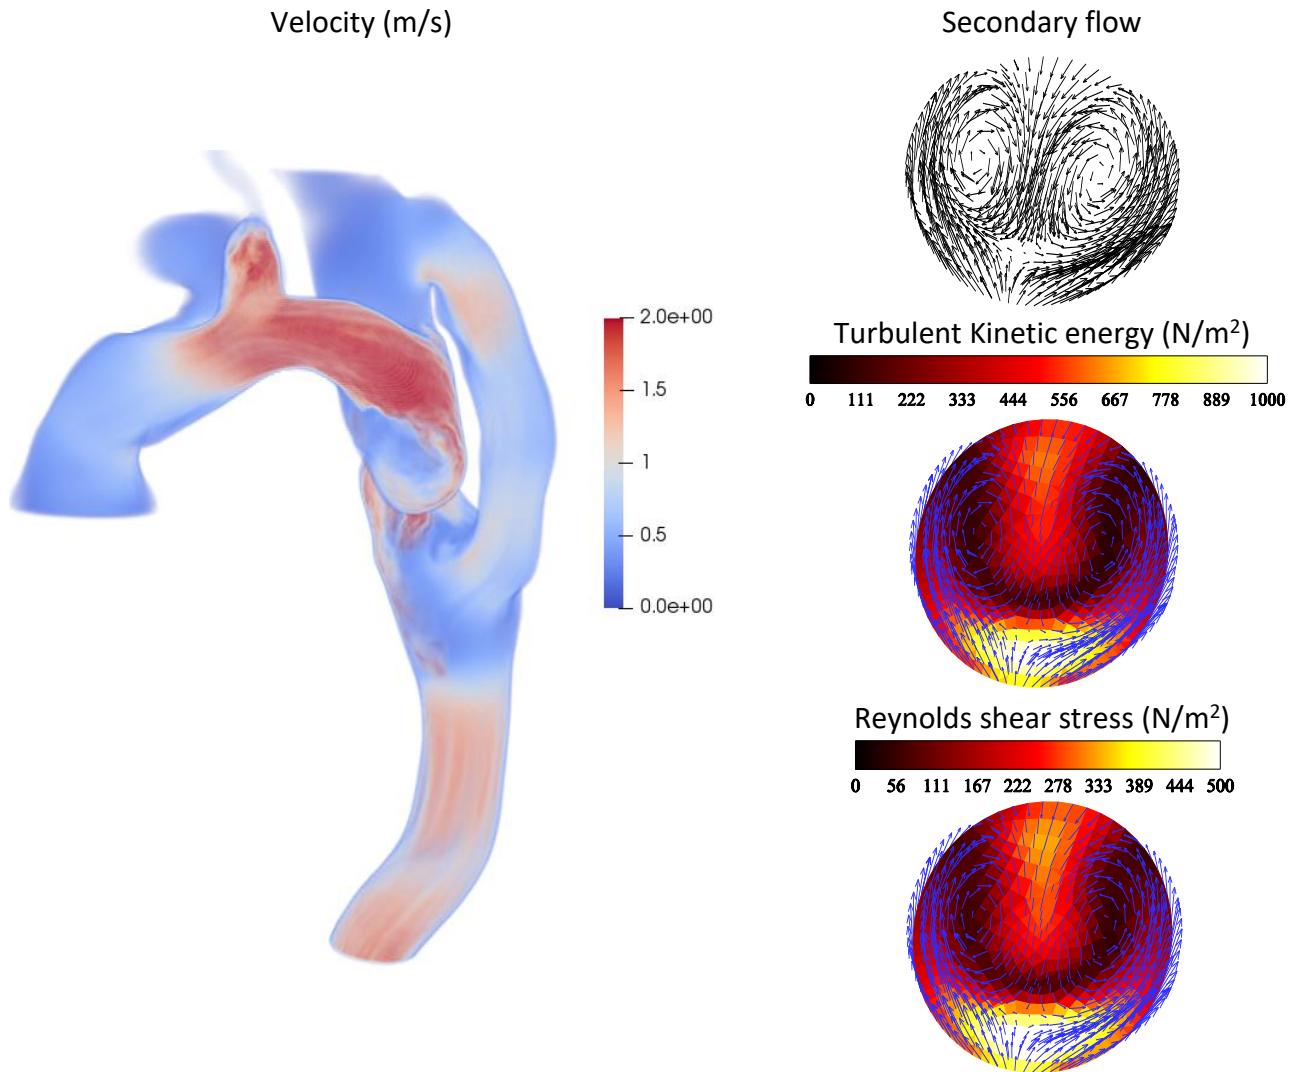 Velocity (m/s)
Secondary flow
2.0e+00
1.5
1
0.5
0.0e+00
Turbulent Kinetic energy (N/m²)
0 111 222 333 444 556 667 778 889 1000
Reynolds shear stress (N/m²)
0 56 111 167 222 278 333 389 444 500